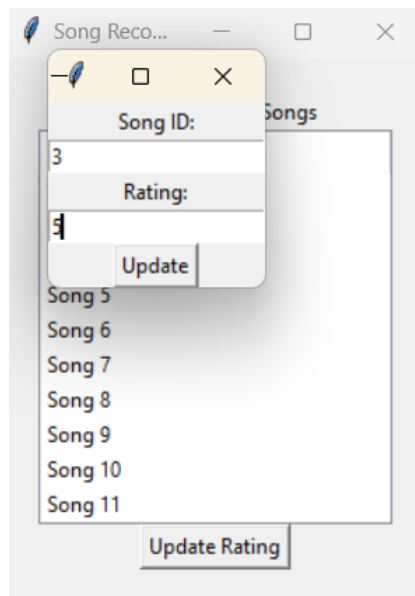 Song Reco...
Songs
Song ID:
3
Rating:
5
Update
Song 5
Song 6
Song 7
Song 8
Song 9
Song 10
Song 11
Update Rating